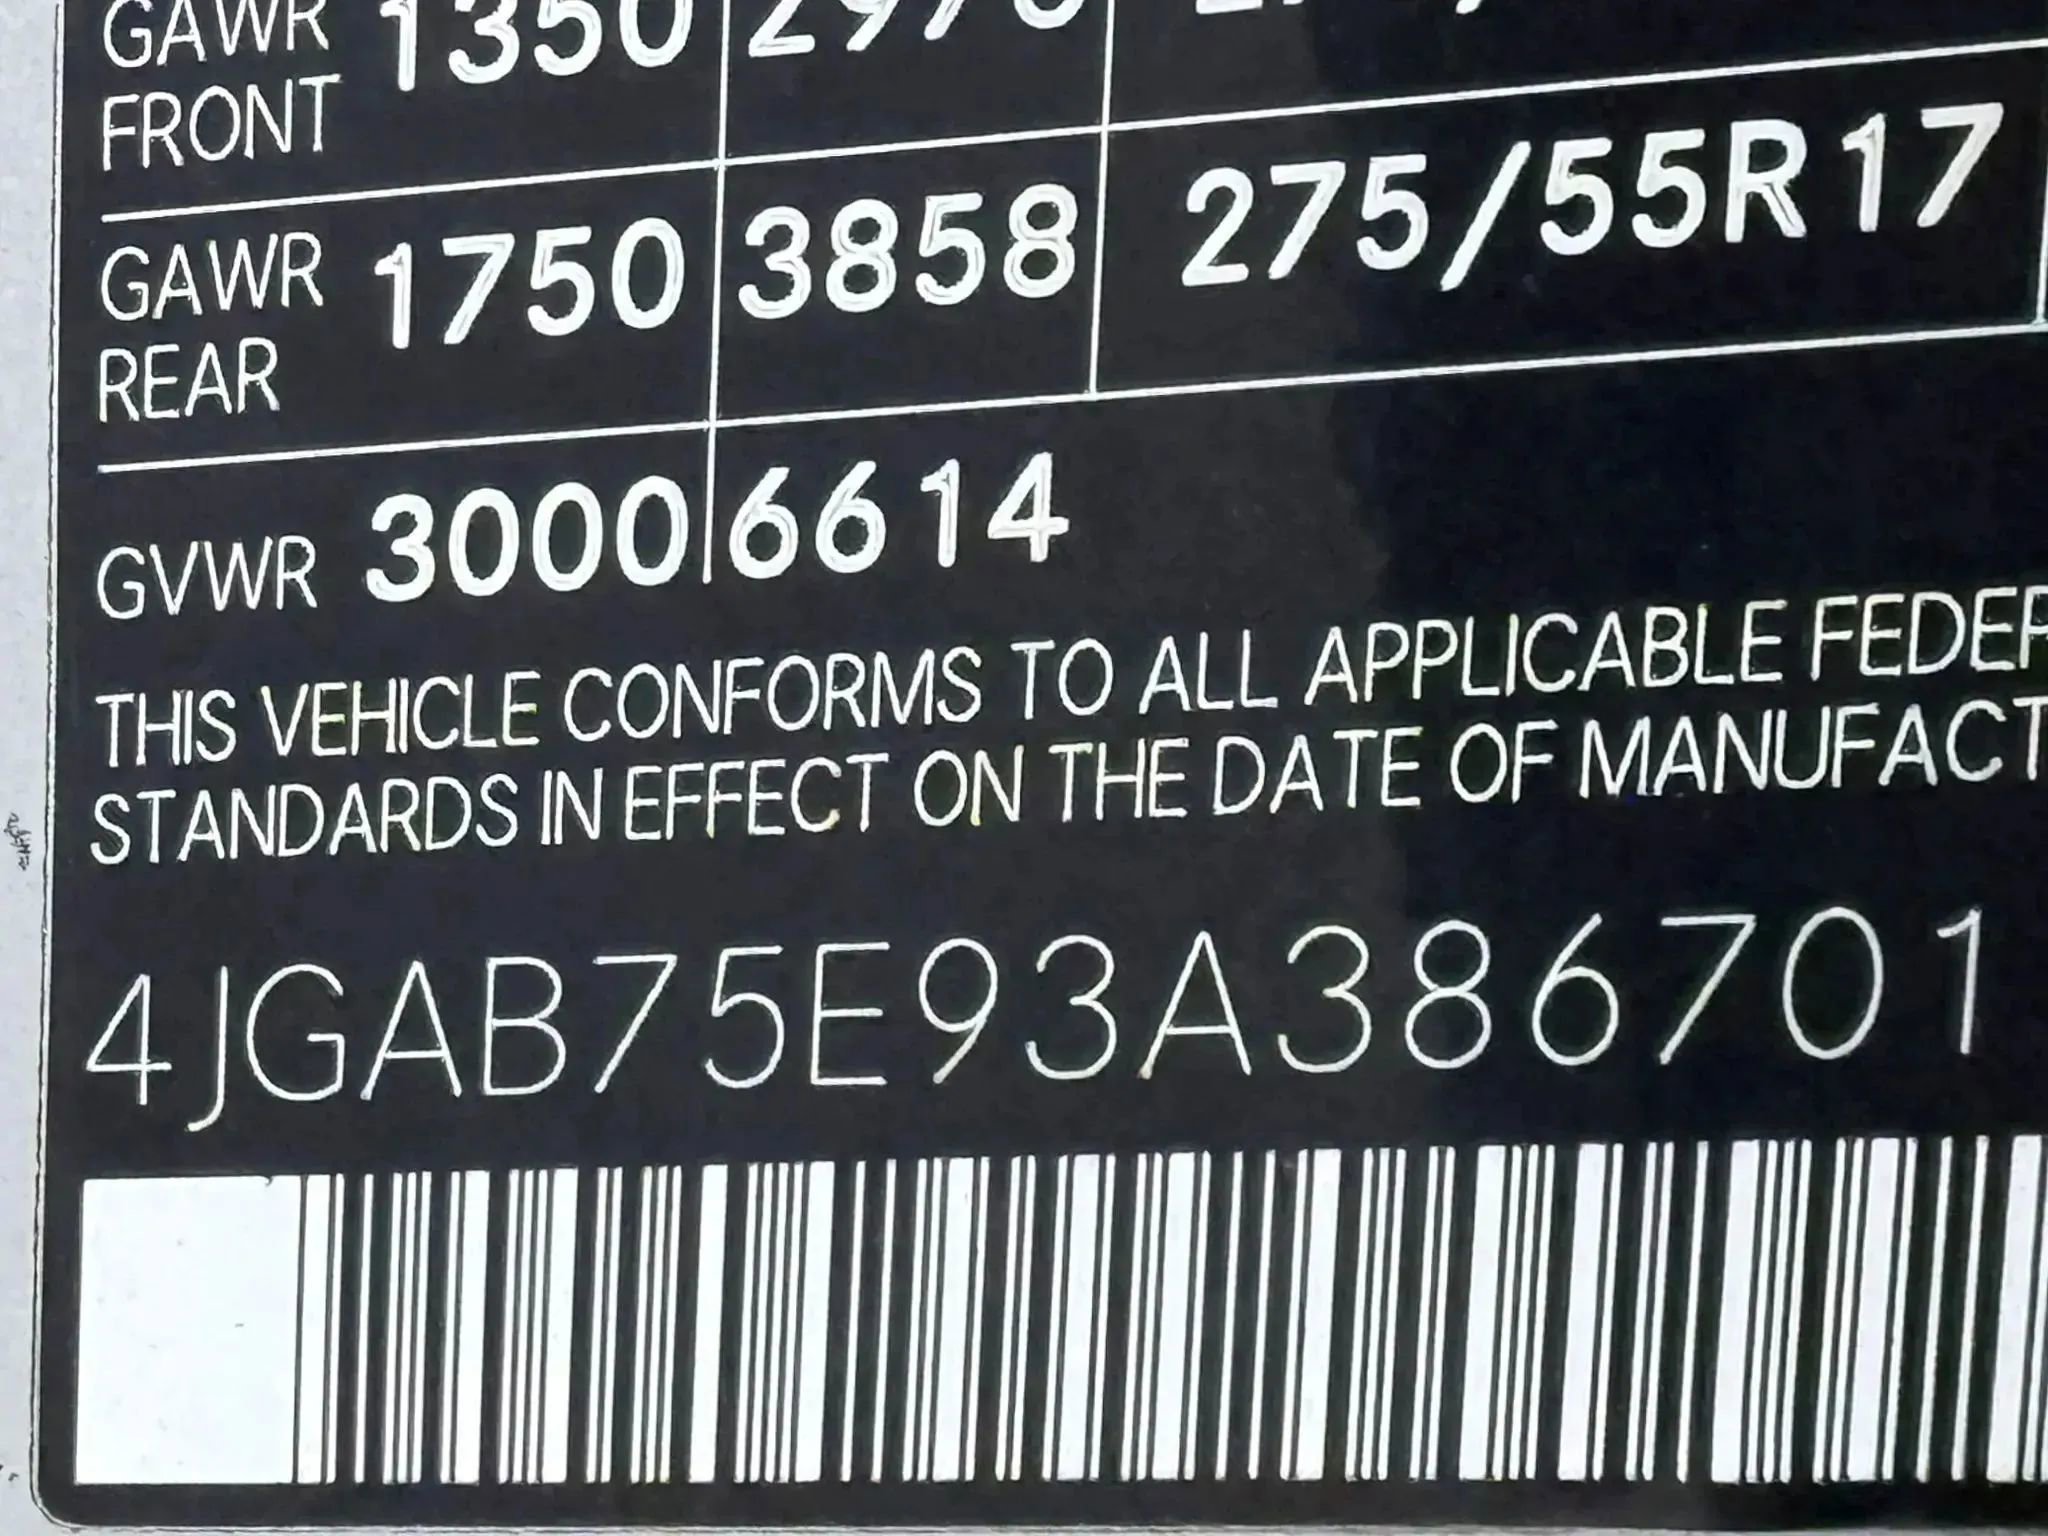 GAWR FRONT 1350 2976
GAWR REAR 1750 3858 275/55R17
GVWR 3000 6614
THIS VEHICLE CONFORMS TO ALL APPLICABLE FEDER
STANDARDS IN EFFECT ON THE DATE OF MANUFACT
4JGAB75E93A386701